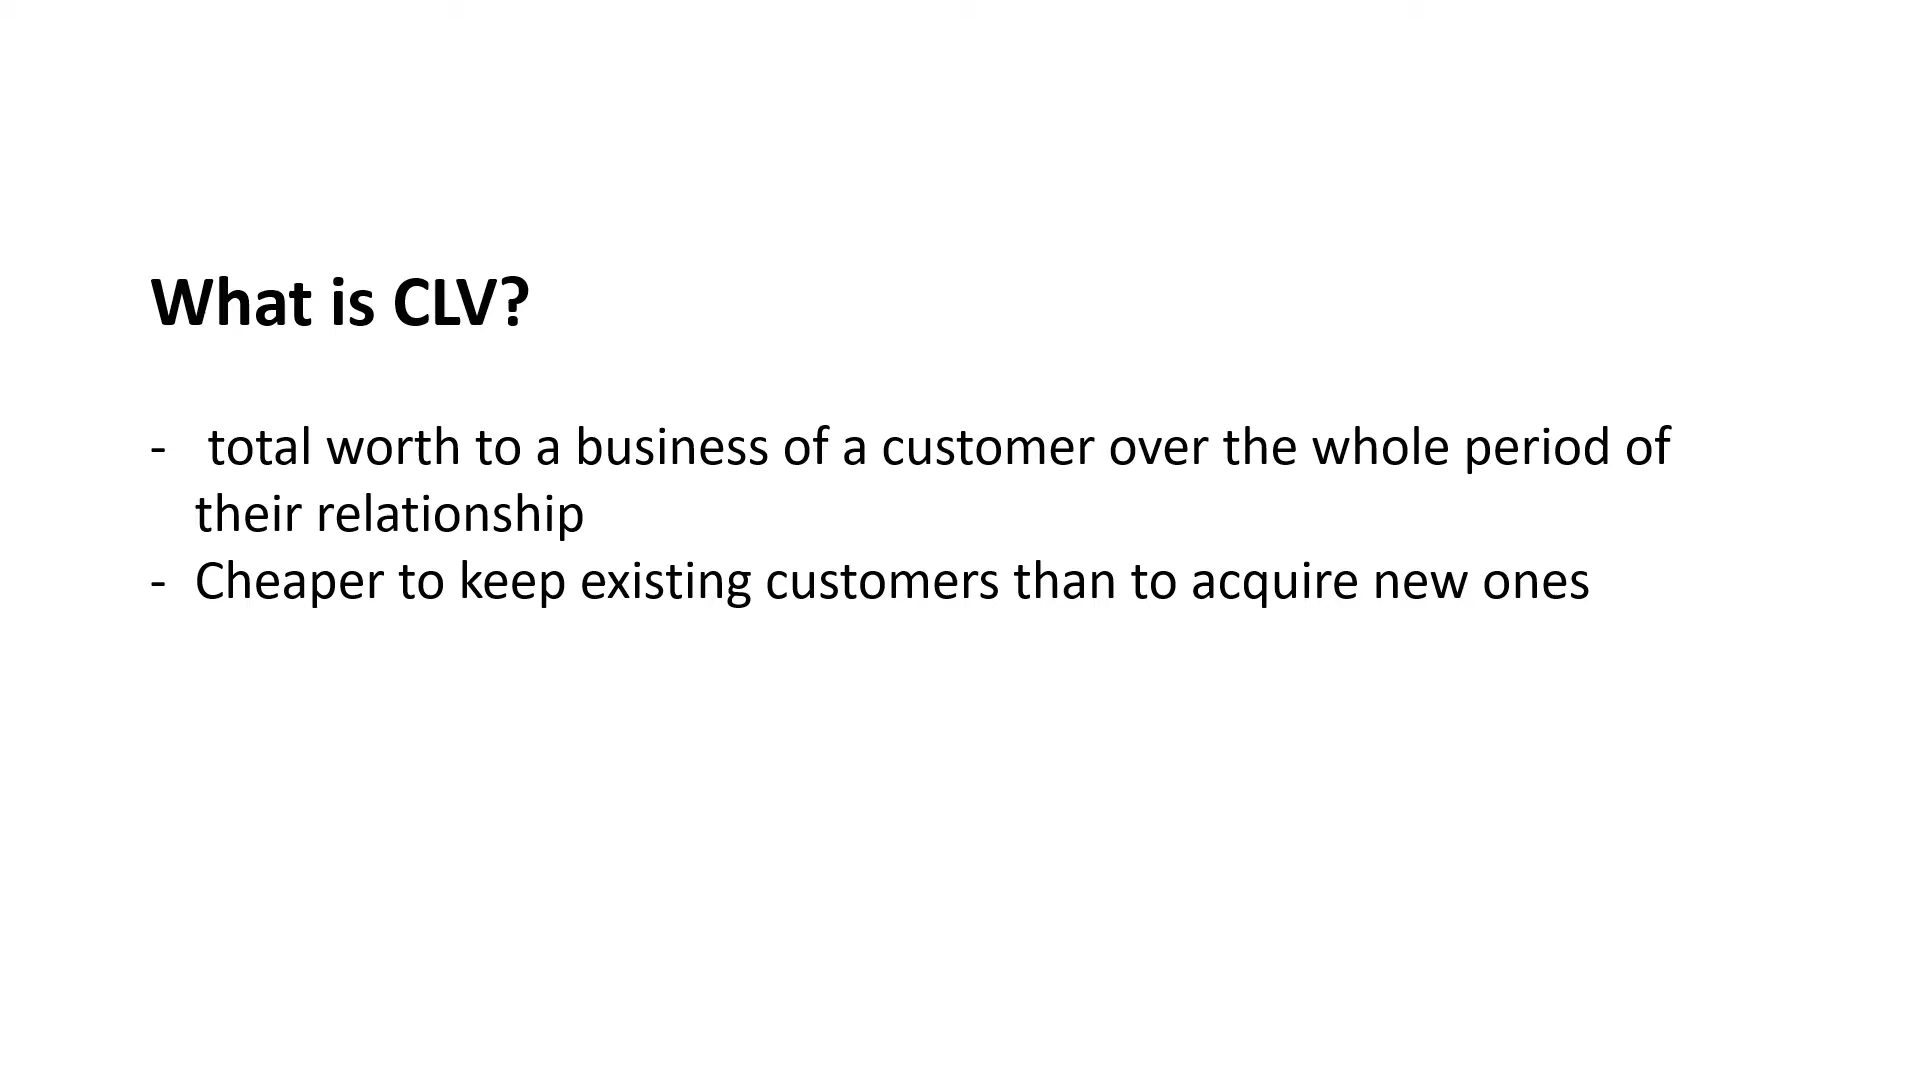 What is CLV?
- total worth to a business of a customer over the whole period of
their relationship
- Cheaper to keep existing customers than to acquire new ones